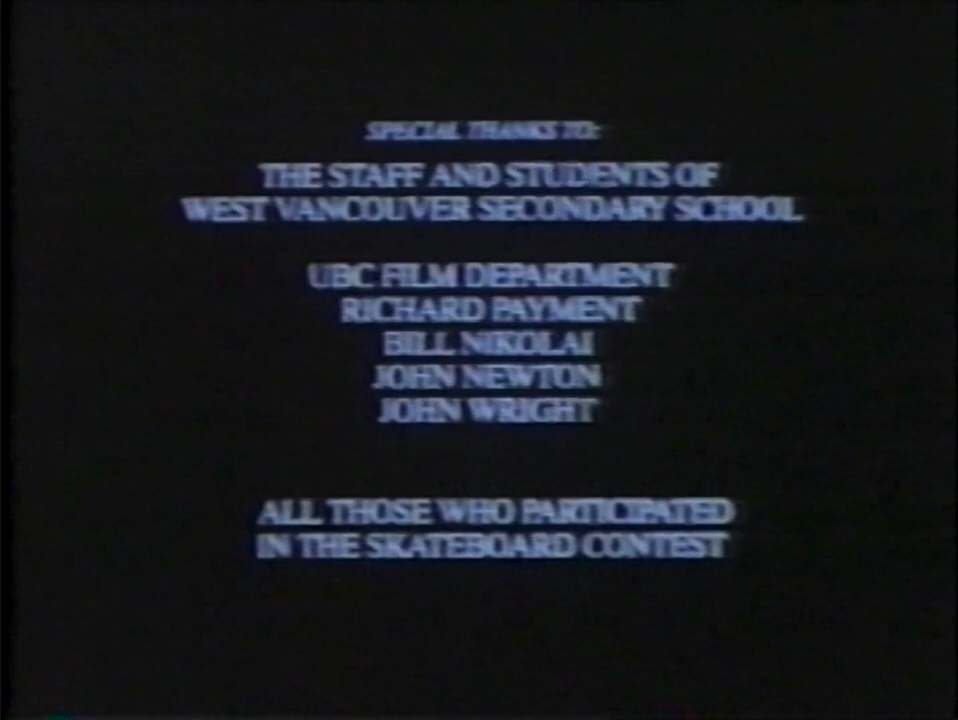 SPECIAL THANKS TO:
THE STAFF AND STUDENTS OF
WEST VANCOUVER SECONDARY SCHOOL
UBC FILM DEPARTMENT
RICHARD PAYMENT
BILL NIKOLAI
JOHN NEWTON
JOHN WRIGHT
ALL THOSE WHO PARTICIPATED
IN THE SKATEBOARD CONTEST